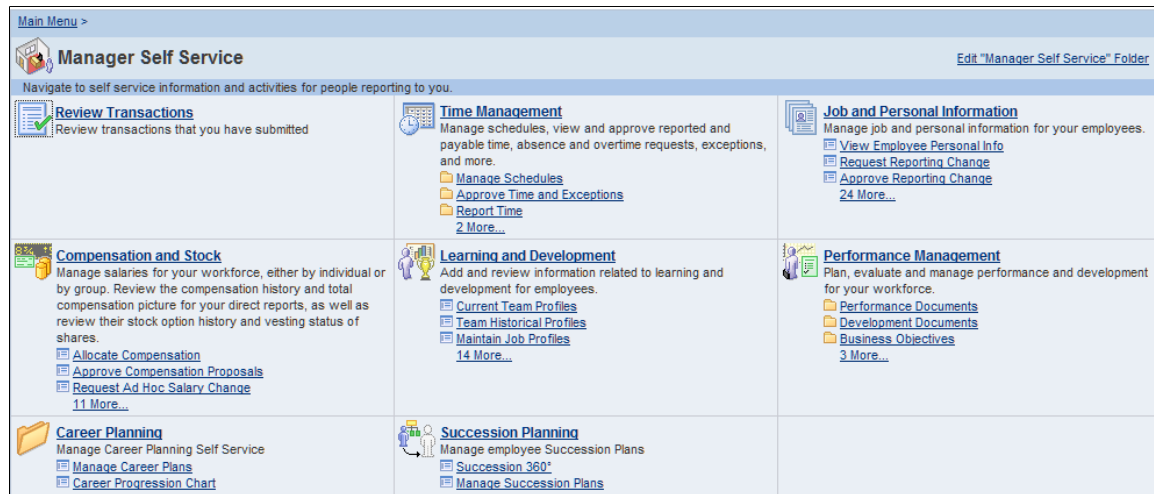 Main Menu >
Manager Self Service
Edit "Manager Self Service" Folder
Navigate to self service information and activities for people reporting to you.
Review Transactions
Review transactions that you have submitted
Time Management
Manage schedules, view and approve reported and
payable time, absence and overtime requests, exceptions,
and more.
Manage Schedules
Approve Time and Exceptions
Report Time
2 More...
Job and Personal Information
Manage job and personal information for your employees.
View Employee Personal Info
Request Reporting Change
Approve Reporting Change
24 More...
Compensation and Stock
Manage salaries for your workforce, either by individual or
by group. Review the compensation history and total
compensation picture for your direct reports, as well as
review their stock option history and vesting status of
shares.
Allocate Compensation
Approve Compensation Proposals
Request Ad Hoc Salary Change
11 More...
Learning and Development
Add and review information related to learning and
development for employees.
Current Team Profiles
Team Historical Profiles
Maintain Job Profiles
14 More...
Performance Management
Plan, evaluate and manage performance and development
for your workforce.
Performance Documents
Development Documents
Business Objectives
3 More...
Career Planning
Manage Career Planning Self Service
Manage Career Plans
Career Progression Chart
Succession Planning
Manage employee Succession Plans
Succession 360°
Manage Succession Plans